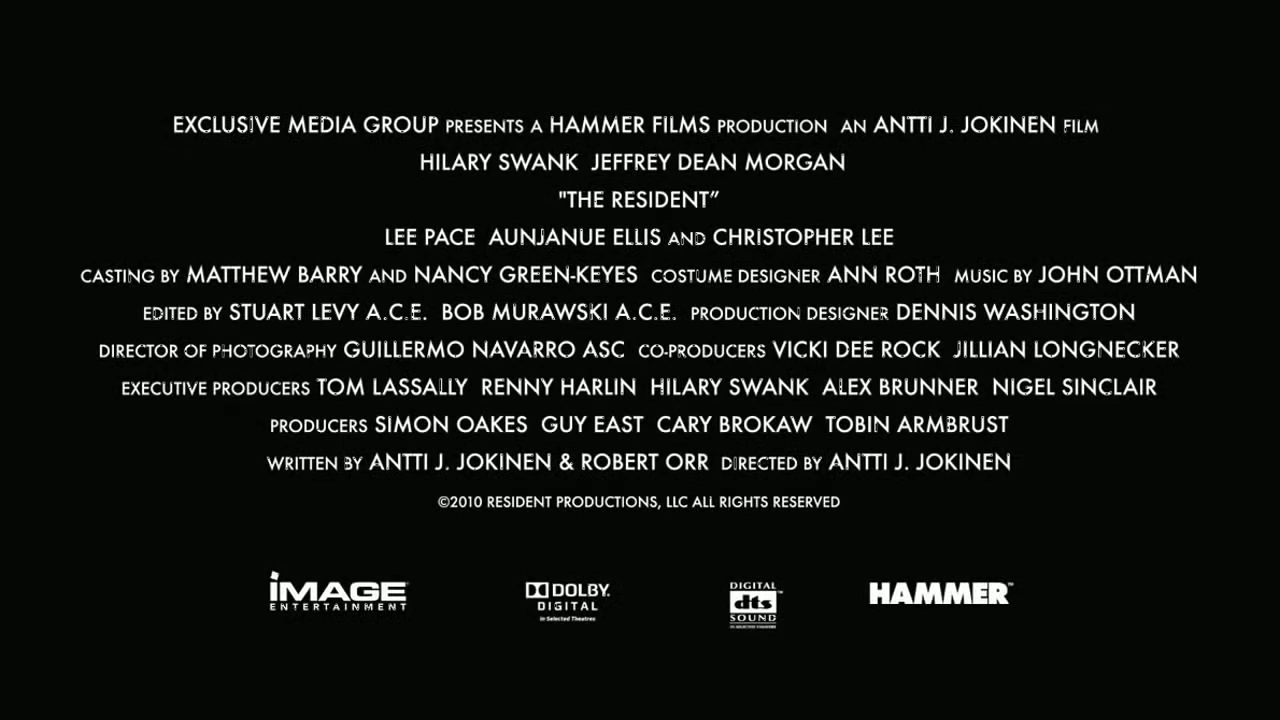 EXCLUSIVE MEDIA GROUP PRESENTS A HAMMER FILMS PRODUCTION AN ANTTI J. JOKINEN FILM
HILARY SWANK JEFFREY DEAN MORGAN
"THE RESIDENT”
LEE PACE AUNJANUE ELLIS AND CHRISTOPHER LEE
CASTING BY MATTHEW BARRY AND NANCY GREEN-KEYES COSTUME DESIGNER ANN ROTH MUSIC BY JOHN OTTMAN
EDITED BY STUART LEVY A.C.E. BOB MURAWSKI A.C.E. PRODUCTION DESIGNER DENNIS WASHINGTON
DIRECTOR OF PHOTOGRAPHY GUILLERMO NAVARRO ASC CO-PRODUCERS VICKI DEE ROCK JILLIAN LONGNECKER
EXECUTIVE PRODUCERS TOM LASSALLY RENNY HARLIN HILARY SWANK ALEX BRUNNER NIGEL SINCLAIR
PRODUCERS SIMON OAKES GUY EAST CARY BROKAW TOBIN ARMBRUST
WRITTEN BY ANTTI J. JOKINEN & ROBERT ORR DIRECTED BY ANTTI J. JOKINEN
©2010 RESIDENT PRODUCTIONS, LLC ALL RIGHTS RESERVED
iMAGE
ENTERTAINMENT
DOLBY
DIGITAL
In Selected Theatres
DIGITAL
dts
SOUND
HAMMER™